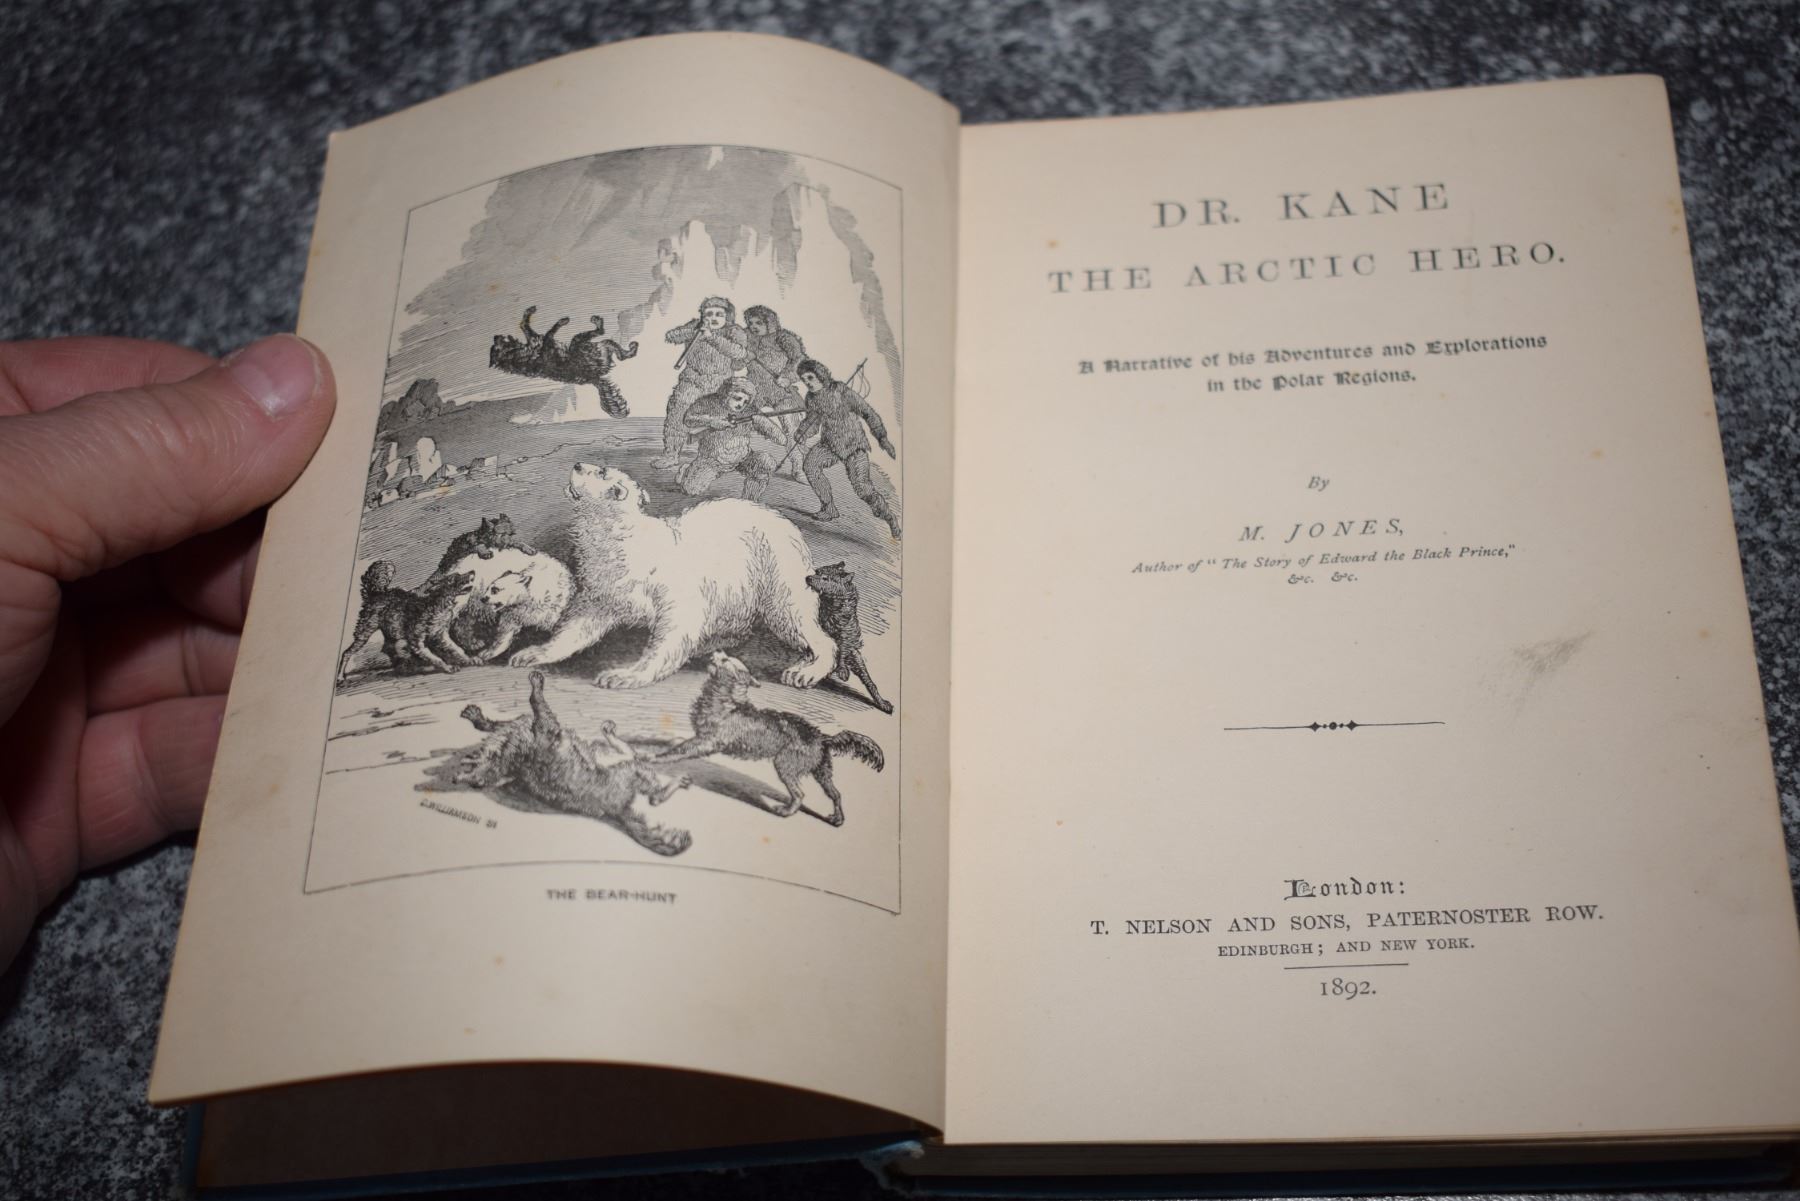 D. WILLIAMSON SI
THE BEAR-HUNT
DR. KANE
THE ARCTIC HERO.
A Narrative of his Adventures and Explorations
in the Polar Regions.
By
M. JONES,
Author of "The Story of Edward the Black Prince,"
&c. &c.
London:
T. NELSON AND SONS, PATERNOSTER ROW.
EDINBURGH; AND NEW YORK.
1892.